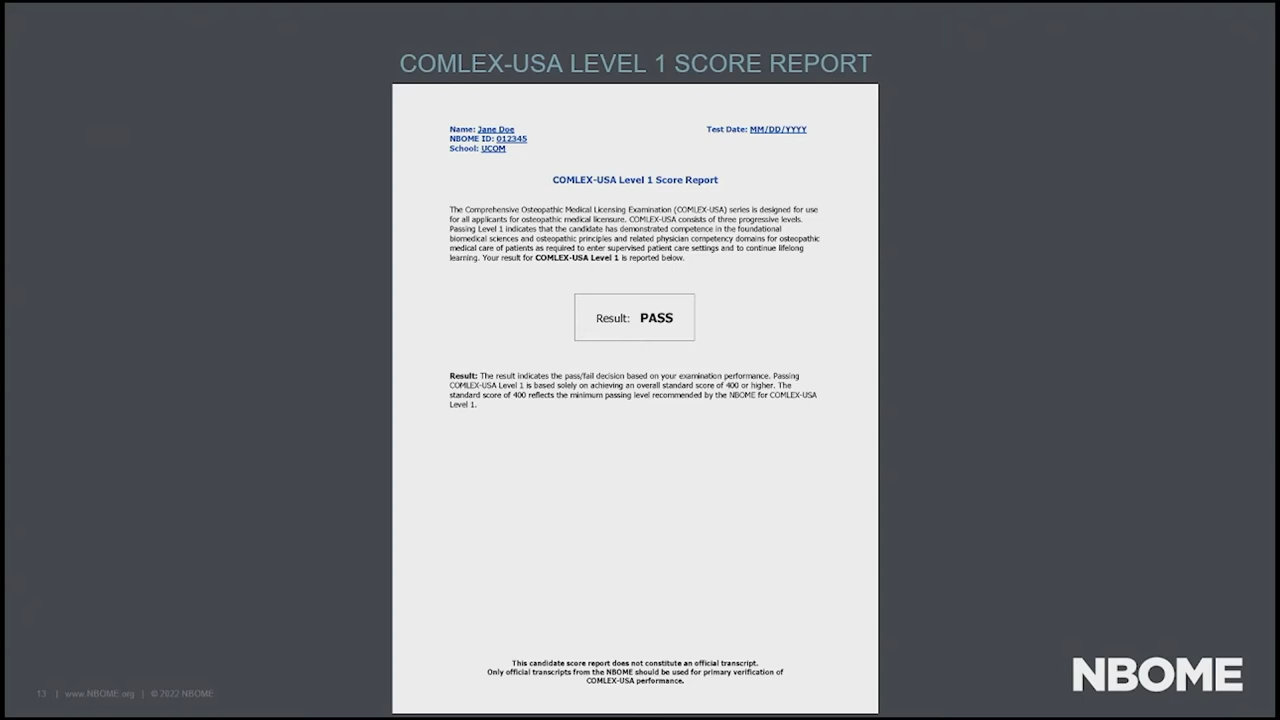 COMLEX-USA LEVEL 1 SCORE REPORT
Name: Jane Doe
Test Date: MM/DD/YYYY
NBOME ID: 012345
School: UCOM
COMLEX-USA Level 1 Score Report
The Comprehensive Osteopathic Medical Licensing Examination (COMLEX-USA) series is designed for use
for all applicants for osteopathic medical licensure. COMLEX-USA consists of three progressive levels.
Passing Level 1 indicates that the candidate has demonstrated competence in the foundational
biomedical sciences and osteopathic principles and related physician competency domains for osteopathic
medical care of patients as required to enter supervised patient care settings and to continue lifelong
learning. Your result for COMLEX-USA Level 1 is reported below.
Result: PASS
Result: The result indicates the pass/fail decision based on your examination performance. Passing
COMLEX-USA Level 1 is based solely on achieving an overall standard score of 400 or higher. The
standard score of 400 reflects the minimum passing level recommended by the NBOME for COMLEX-USA
Level 1.
This candidate score report does not constitute an official transcript.
Only official transcripts from the NBOME should be used for primary verification of
COMLEX-USA performance.
13 | www.NBOME.org | © 2022 NBOME
NBOME